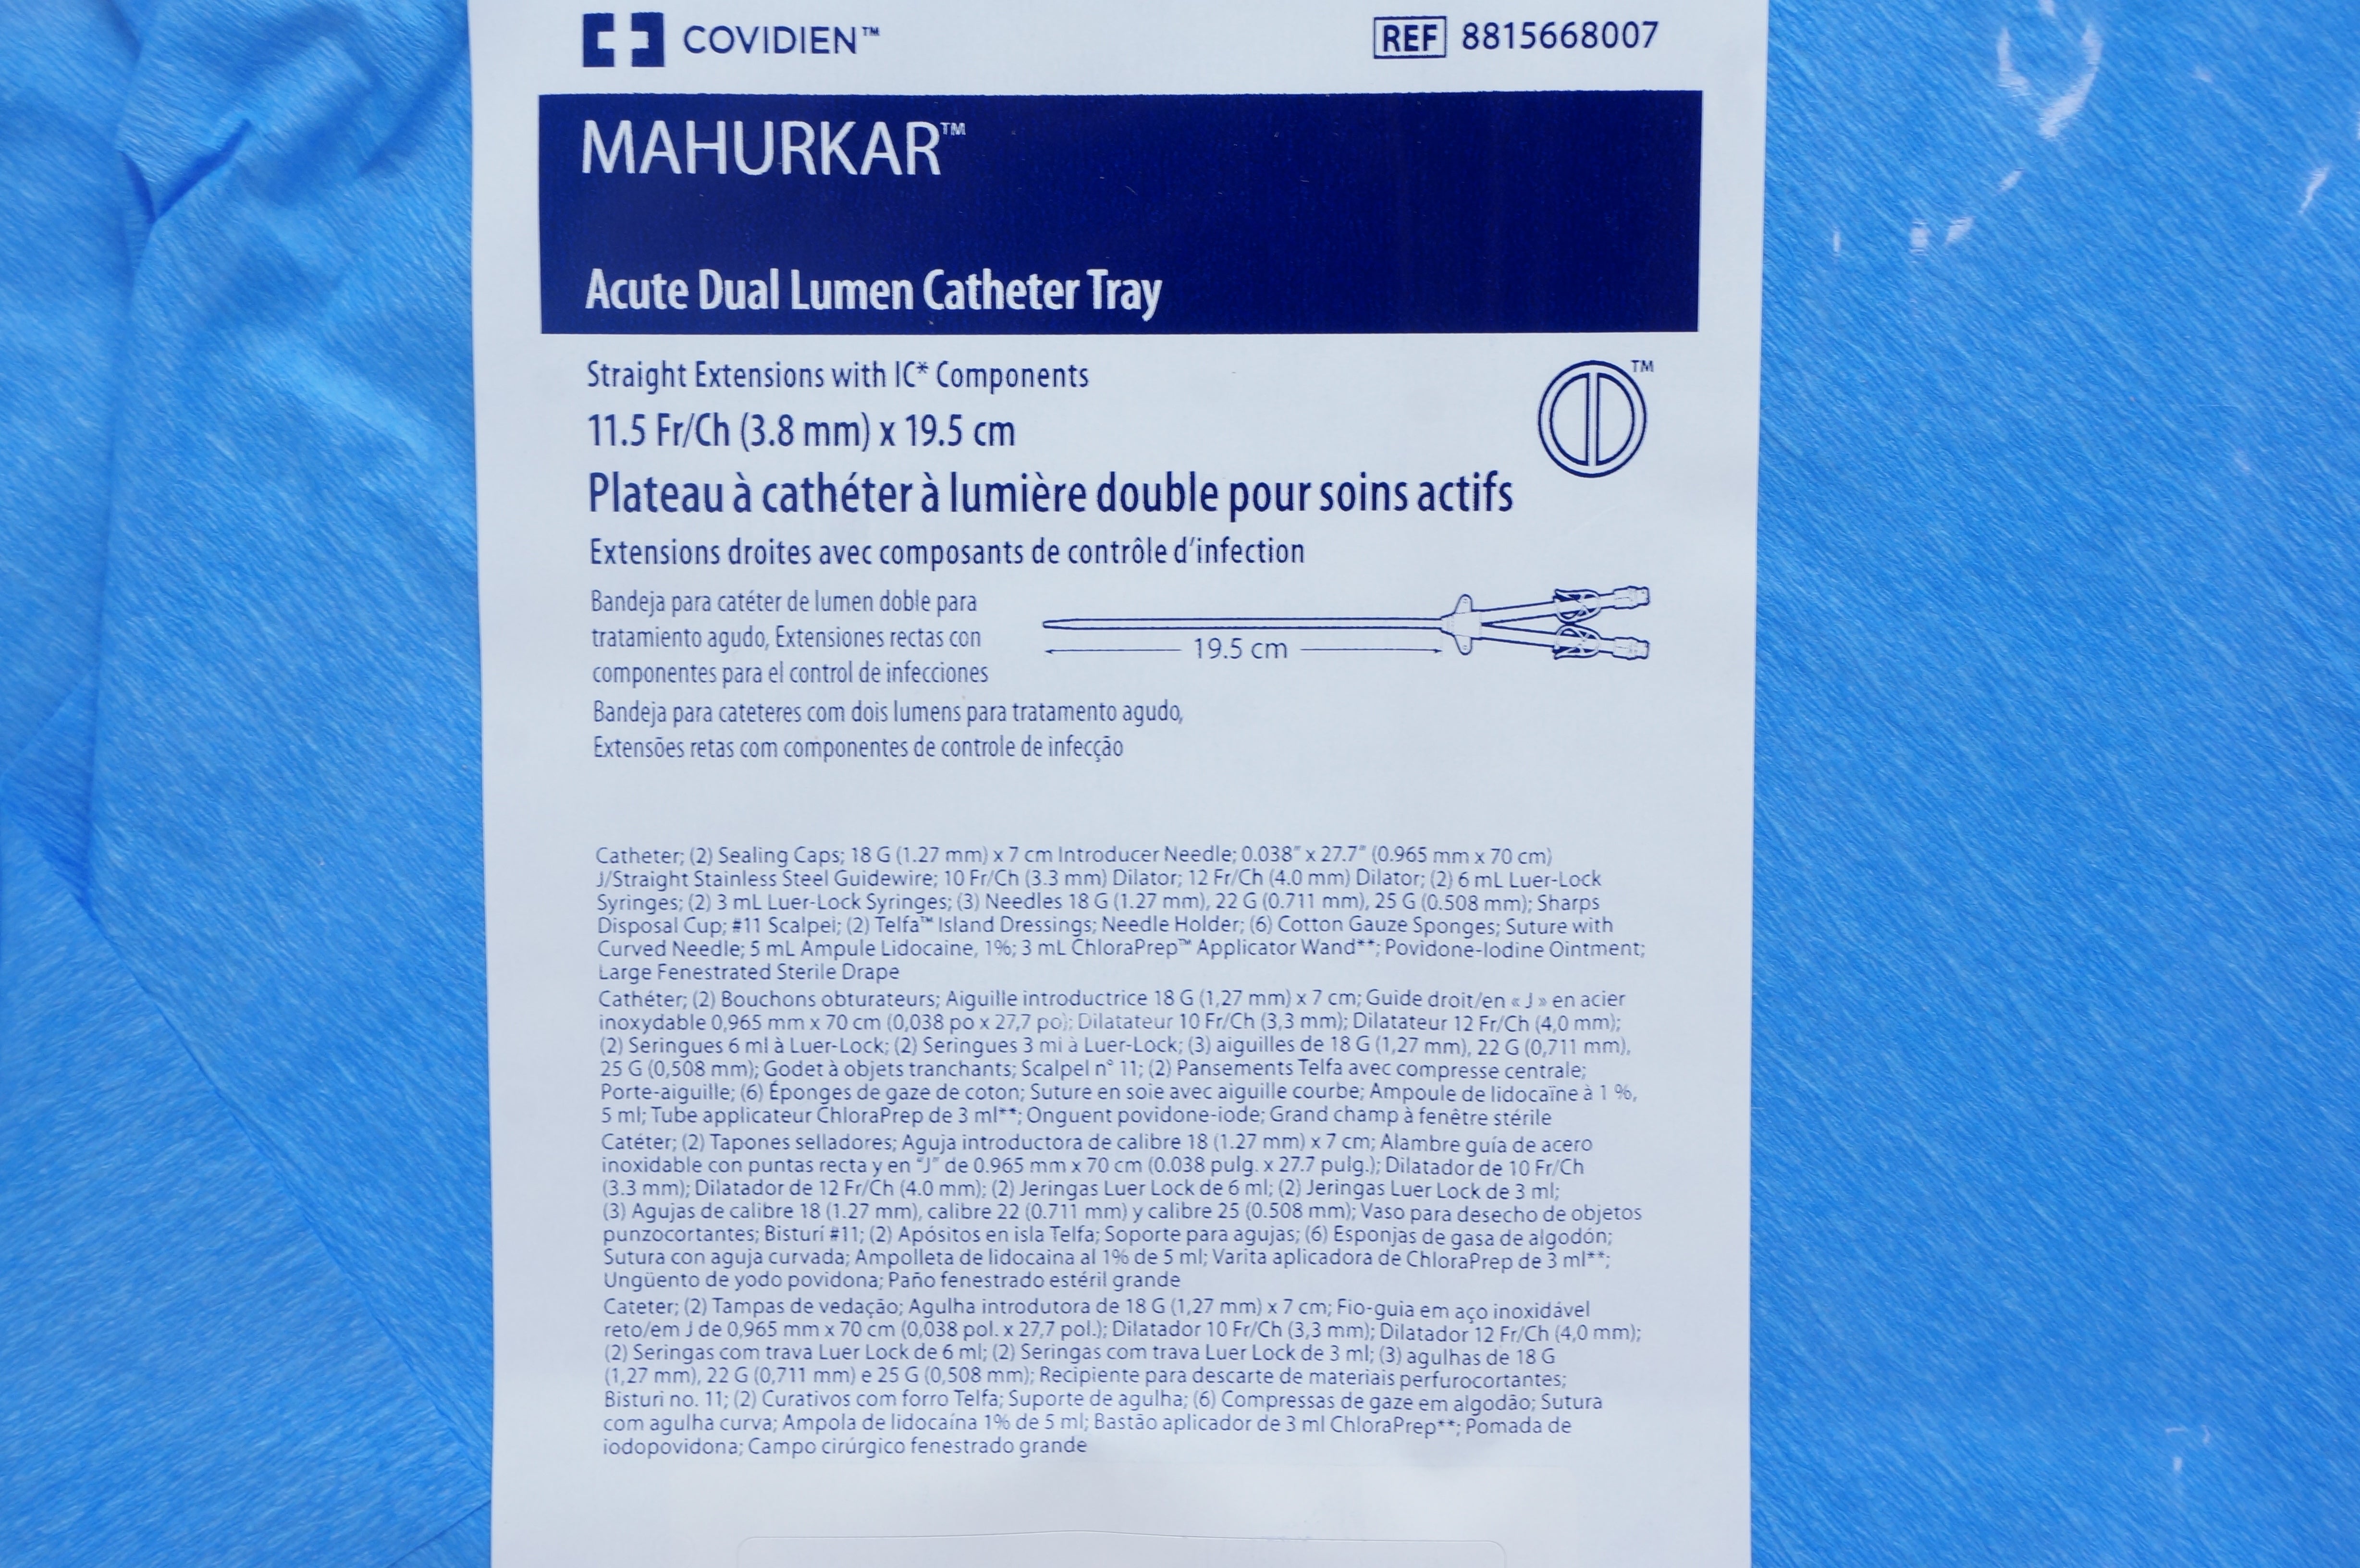 COVIDIEN™
REF 8815668007
MAHURKAR™
Acute Dual Lumen Catheter Tray
Straight Extensions with IC* Components
11.5 Fr/Ch (3.8 mm) x 19.5 cm
TM
Plateau à cathéter à lumière double pour soins actifs
Extensions droites avec composants de contrôle d'infection
Bandeja para catéter de lumen doble para
tratamiento agudo, Extensiones rectas con
componentes para el control de infecciones
19.5 cm
Bandeja para cateteres com dois lumens para tratamento agudo,
Extensões retas com componentes de controle de infecção
Catheter; (2) Sealing Caps; 18 G (1.27 mm) x 7 cm Introducer Needle; 0.038" x 27.7" (0.965 mm x 70 cm)
J/Straight Stainless Steel Guidewire; 10 Fr/Ch (3.3 mm) Dilator; 12 Fr/Ch (4.0 mm) Dilator; (2) 6 mL Luer-Lock
Syringes; (2) 3 mL Luer-Lock Syringes; (3) Needles 18 G (1.27 mm), 22 G (0.711 mm), 25 G (0.508 mm); Sharps
Disposal Cup; #11 Scalpel; (2) Telfa™ Island Dressings; Needle Holder; (6) Cotton Gauze Sponges; Suture with
Curved Needle; 5 mL Ampule Lidocaine, 1%; 3 mL ChloraPrep™ Applicator Wand**; Povidone-Iodine Ointment;
Large Fenestrated Sterile Drape
Cathéter; (2) Bouchons obturateurs; Aiguille introductrice 18 G (1,27 mm) x 7 cm; Guide droit/en « J » en acier
inoxydable 0,965 mm x 70 cm (0,038 po x 27,7 po); Dilatateur 10 Fr/Ch (3,3 mm); Dilatateur 12 Fr/Ch (4,0 mm);
(2) Seringues 6 ml à Luer-Lock; (2) Seringues 3 ml à Luer-Lock; (3) aiguilles de 18 G (1,27 mm), 22 G (0,711 mm),
25 G (0,508 mm); Godet à objets tranchants; Scalpel n° 11; (2) Pansements Telfa avec compresse centrale;
Porte-aiguille; (6) Éponges de gaze de coton; Suture en soie avec aiguille courbe; Ampoule de lidocaïne à 1 %,
5 ml; Tube applicateur ChloraPrep de 3 ml**; Onguent povidone-iode; Grand champ à fenêtre stérile
Catéter; (2) Tapones selladores; Aguja introductora de calibre 18 (1.27 mm) x 7 cm; Alambre guía de acero
inoxidable con puntas recta y en "J" de 0.965 mm x 70 cm (0.038 pulg. x 27.7 pulg.); Dilatador de 10 Fr/Ch
(3.3 mm); Dilatador de 12 Fr/Ch (4.0 mm); (2) Jeringas Luer Lock de 6 ml; (2) Jeringas Luer Lock de 3 ml;
(3) Agujas de calibre 18 (1.27 mm), calibre 22 (0.711 mm) y calibre 25 (0.508 mm); Vaso para desecho de objetos
punzocortantes; Bisturí #11; (2) Apósitos en isla Telfa; Soporte para agujas; (6) Esponjas de gasa de algodón;
Sutura con aguja curvada; Ampolleta de lidocaina al 1% de 5 ml; Varita aplicadora de ChloraPrep de 3 ml**;
Ungüento de yodo povidona; Paño fenestrado estéril grande
Cateter; (2) Tampas de vedação; Agulha introdutora de 18 G (1,27 mm) x 7 cm; Fio-guia em aço inoxidável
reto/em J de 0,965 mm x 70 cm (0,038 pol. x 27,7 pol.); Dilatador 10 Fr/Ch (3,3 mm); Dilatador 12 Fr/Ch (4,0 mm);
(2) Seringas com trava Luer Lock de 6 ml; (2) Seringas com trava Luer Lock de 3 ml; (3) agulhas de 18 G
(1,27 mm), 22 G (0,711 mm) e 25 G (0,508 mm); Recipiente para descarte de materiais perfurocortantes;
Bisturi no. 11; (2) Curativos com forro Telfa; Suporte de agulha; (6) Compressas de gaze em algodão; Sutura
com agulha curva; Ampola de lidocaína 1% de 5 ml; Bastão aplicador de 3 ml ChloraPrep**; Pomada de
iodopovidona; Campo cirúrgico fenestrado grande